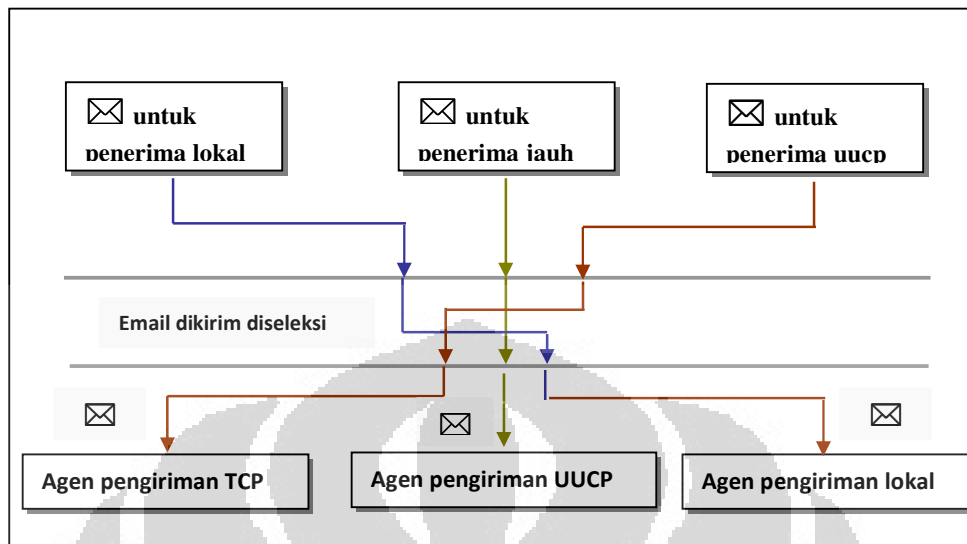 untuk
penerima lokal
untuk
penerima jauh
untuk
penerima uucp
Email dikirim diseleksi
Agen pengiriman TCP
Agen pengiriman UUCP
Agen pengiriman lokal